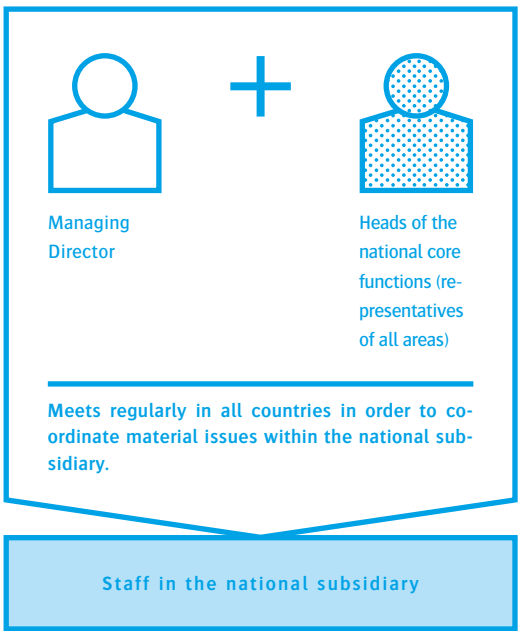 Managing
Director
Heads of the
national core
functions (re-
presentatives
of all areas)
Meets regularly in all countries in order to co-
ordinate material issues within the national sub-
sidiary.
Staff in the national subsidiary